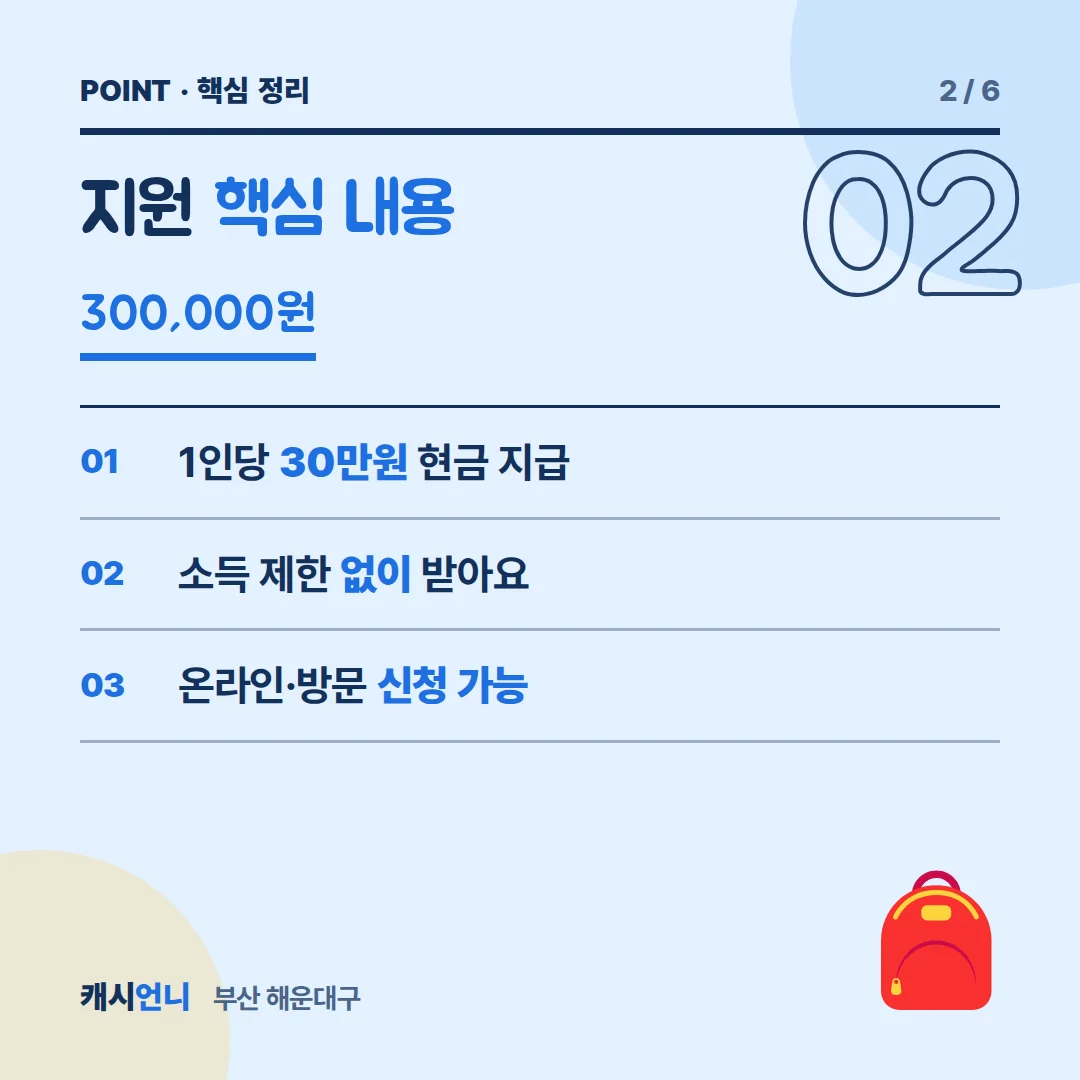 POINT · 핵심 정리
2 / 6
지원 핵심 내용
02
300,000원
01 1인당 30만원 현금 지급
02 소득 제한 없이 받아요
03 온라인·방문 신청 가능
캐시언니 부산 해운대구